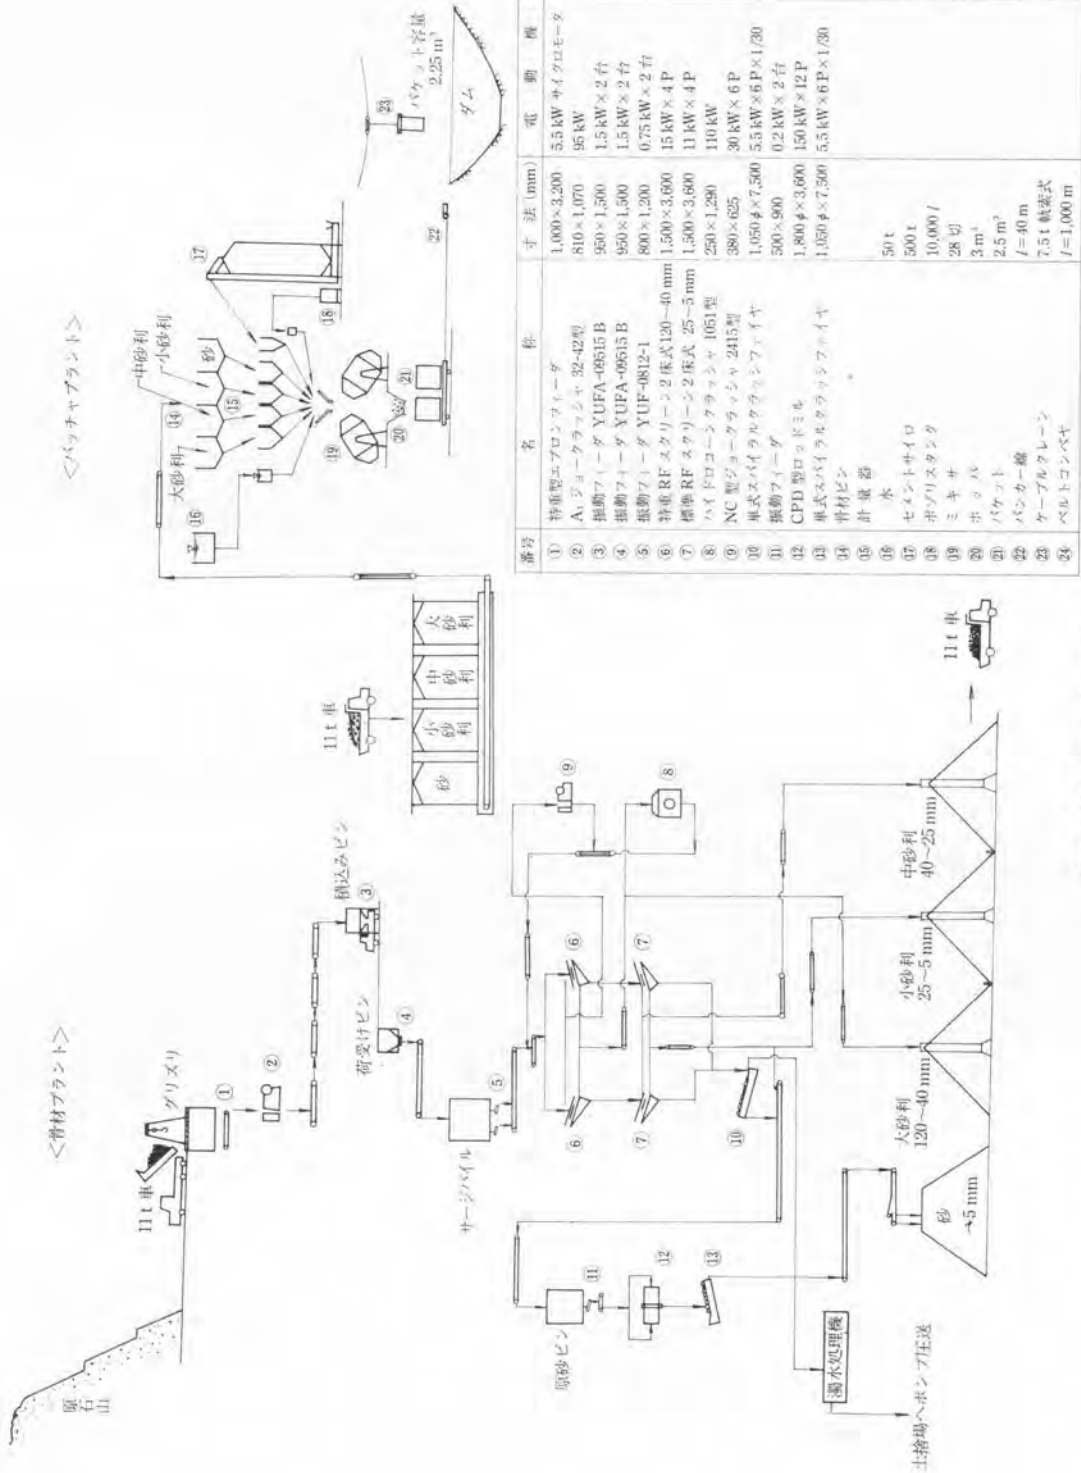 <骨材プラント>
原石山
11t車
グリズリ
①
②
積込みビン
③
荷受けビン
④
サージパイル
⑤
⑥
⑥
⑦
⑦
⑧
⑨
⑩
原砂ビン
⑪
⑫
⑬
濁水処理機
土捨場へポンプ圧送
砂
-5 mm
大砂利
120~40 mm
小砂利
25~5 mm
中砂利
40~25 mm
11t車
<バッチャプラント>
11t車
砂
小砂利
中砂利
大砂利
⑯
大砂利
⑭
中砂利
小砂利
砂
⑮
⑰
⑱
⑲
⑳
㉑
㉒
㉓
バケット容量
2.25 m³
ダム
番号 名 称 寸 法 (mm) 電 動 機
① 特重型エプロンフィーダ 1,000×3,200 5.5 kW サイクロモータ
② A₁ ジョークラッシャ 32-42型 810×1,070 95 kW
③ 振動フィーダ YUFA-09515 B 950×1,500 1.5 kW×2台
④ 振動フィーダ YUFA-09515 B 950×1,500 1.5 kW×2台
⑤ 振動フィーダ YUF-0812-1 800×1,200 0.75 kW×2台
⑥ 特重 RF スクリーン 2床式 120~40 mm 1,500×3,600 15 kW×4 P
⑦ 標準 RF スクリーン 2床式 25~5 mm 1,500×3,600 11 kW×4 P
⑧ ハイドロコーンクラッシャ 1051型 250×1,290 110 kW
⑨ NC 型ジョークラッシャ 2415型 380×625 30 kW×6 P
⑩ 単式スパイラルクラッシファイヤ 1,050φ×7,500 5.5 kW×6 P×1/30
⑪ 振動フィーダ 500×900 0.2 kW×2台
⑫ CPD 型ロッドミル 1,800φ×3,600 150 kW×12 P
⑬ 単式スパイラルクラッシファイヤ 1,050φ×7,500 5.5 kW×6 P×1/30
⑭ 骨材ビン
⑮ 計量器
⑯ 水 50 t
⑰ セメントサイロ 500 t
⑱ ポゾリスタンク 10,000 l
⑲ ミキサ 28 切
⑳ ホッパ 3 m³
㉑ バケット 2.5 m³
㉒ バンカー線 l=40 m
㉓ ケーブルクレーン 7.5 t 軌索式
㉔ ベルトコンベヤ l=1,000 m